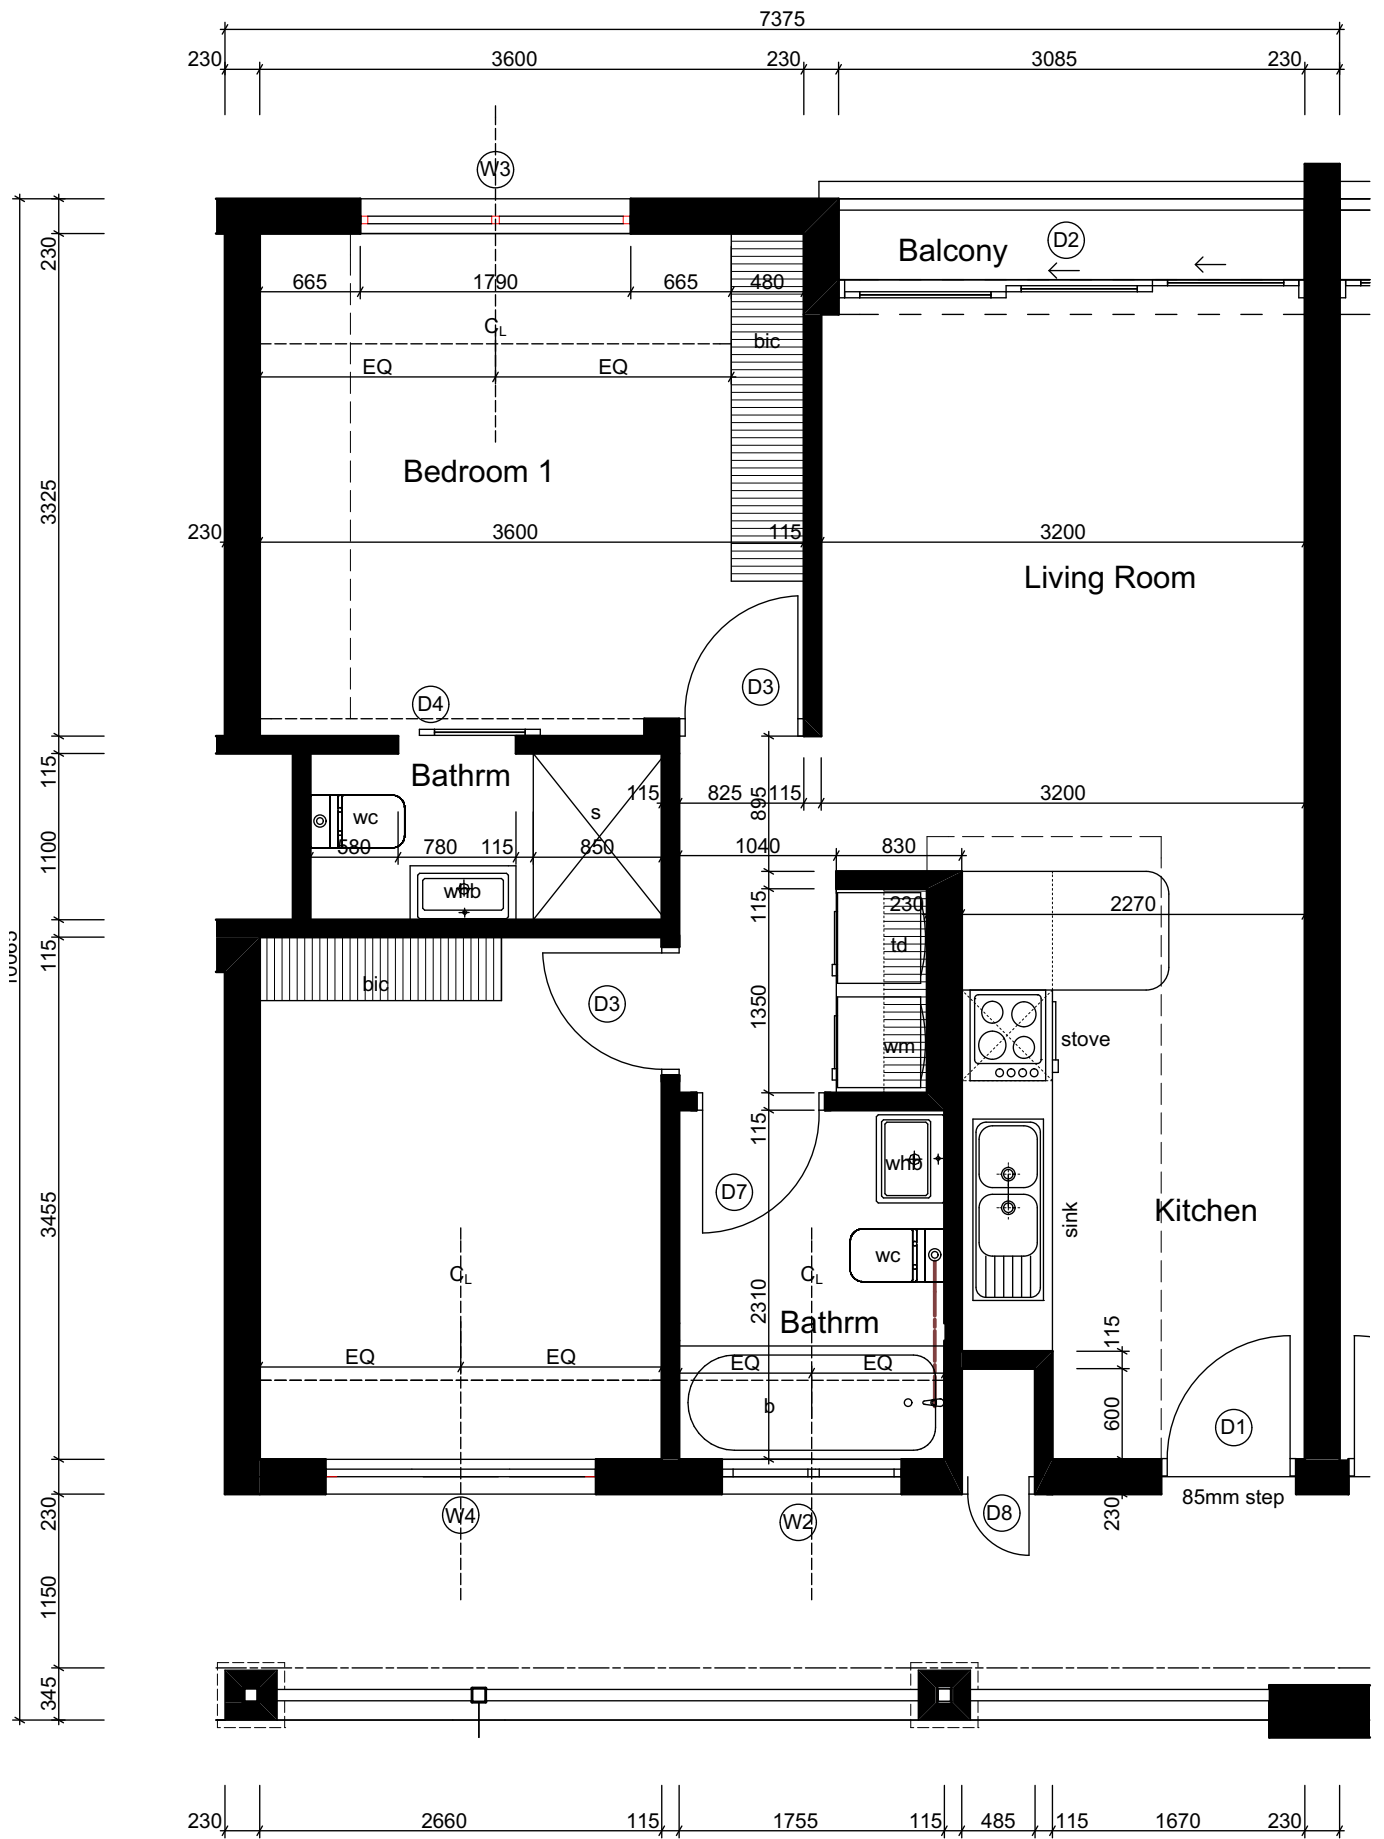 7375
230 3600 230 3085 230
W3
Balcony D2
230
665 1790 665 480
CL
bic
EQ EQ
Bedroom 1
3325
230 3600 115 3200
Living Room
D4 D3
115
Bathrm
115 825 115 3200
895
wc s
1100
580 780 115 850 1040 830
whb
115
230 2270
115
td
bic
D3
1350
wm
stove
115
whb
D7
3455
sink
Kitchen
wc
CL CL
2310
Bathrm
115
EQ EQ EQ EQ
b
600
D1
230
W4 W2 D8 230 85mm step
1150
345
230 2660 115 1755 115 485 115 1670 230